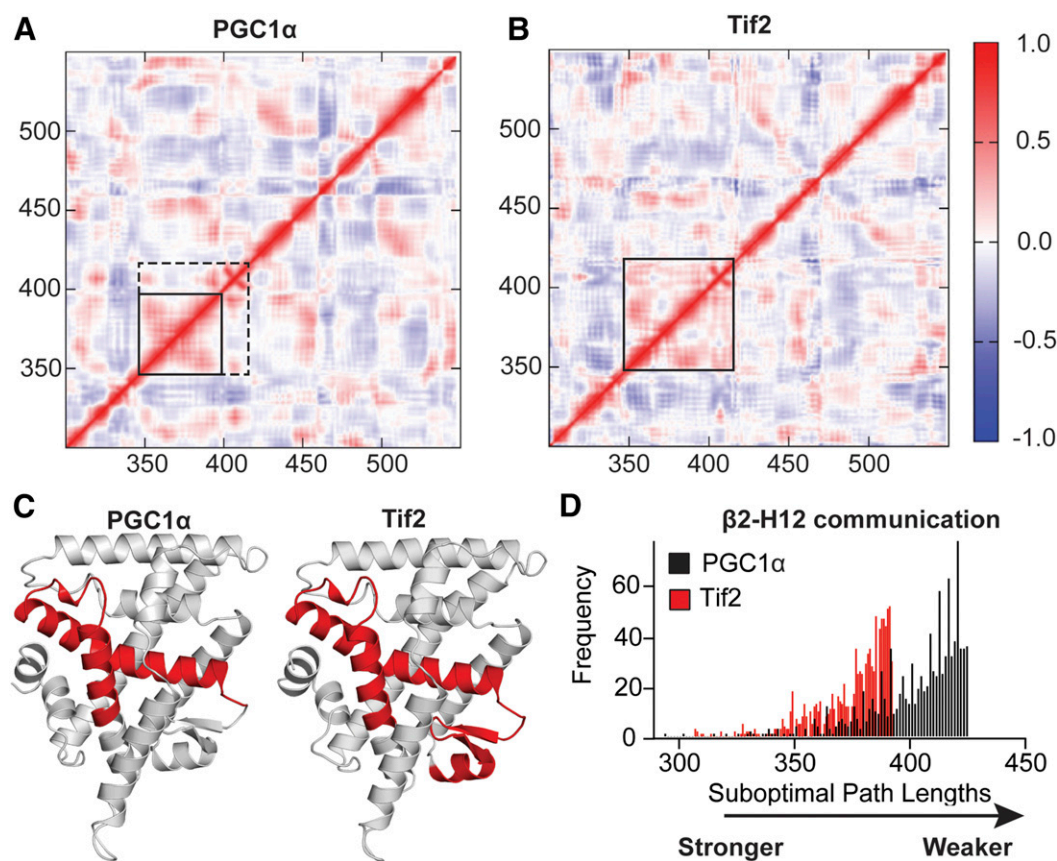 A
PGC1α
500
450
400
350
350
400
450
500
B
Tif2
500
450
400
350
350
400
450
500
1.0
0.5
0.0
-0.5
-1.0
C
PGC1α
Tif2
D
β2-H12 communication
PGC1α
Tif2
Frequency
60
40
20
0
300
350
400
450
Suboptimal Path Lengths
Stronger
Weaker